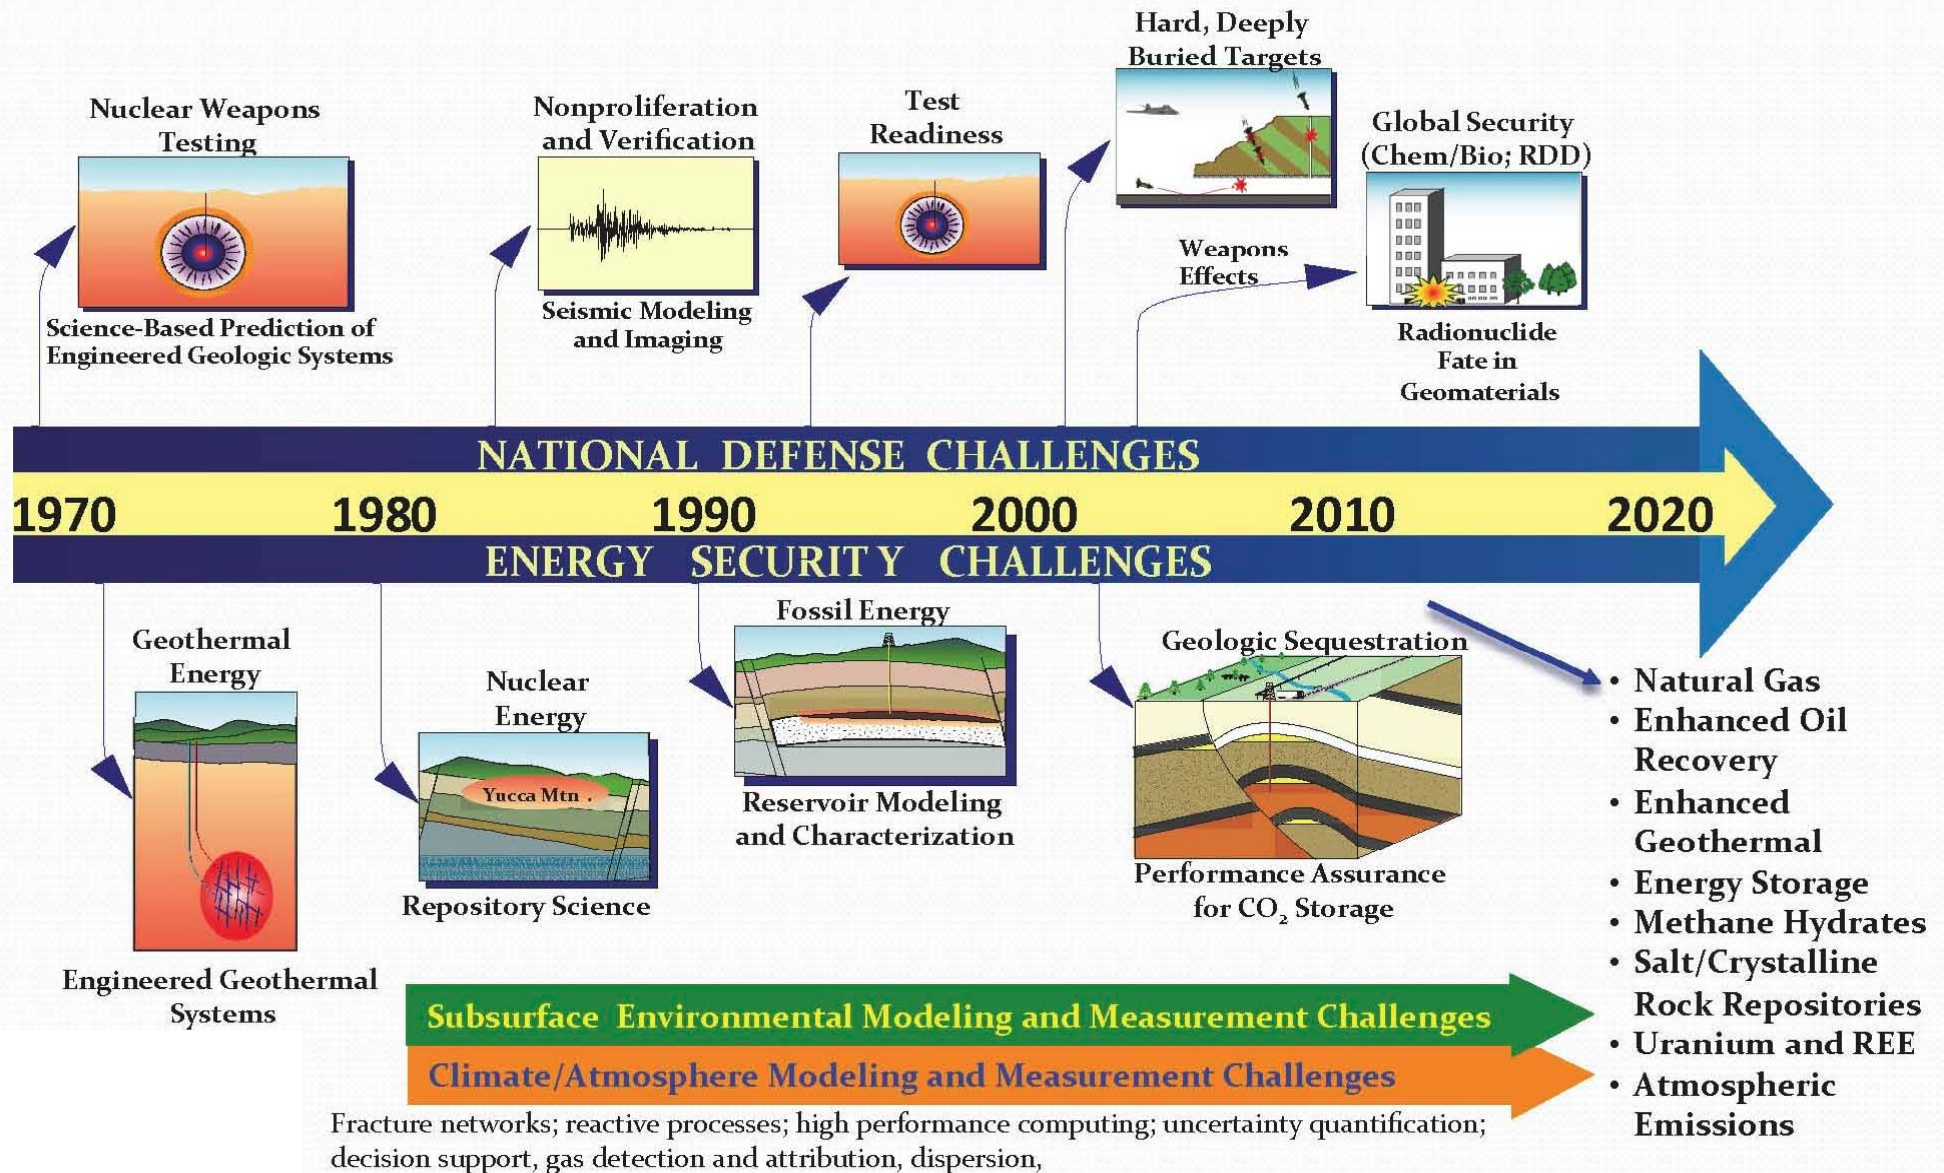 Nuclear Weapons
Testing
Science-Based Prediction of
Engineered Geologic Systems
Nonproliferation
and Verification
Seismic Modeling
and Imaging
Test
Readiness
Hard, Deeply
Buried Targets
Weapons
Effects
Global Security
(Chem/Bio; RDD)
Radionuclide
Fate in
Geomaterials
NATIONAL DEFENSE CHALLENGES
1970 1980 1990 2000 2010 2020
ENERGY SECURITY CHALLENGES
Geothermal
Energy
Engineered Geothermal
Systems
Nuclear
Energy
Yucca Mtn .
Repository Science
Fossil Energy
Reservoir Modeling
and Characterization
Geologic Sequestration
Performance Assurance
for CO₂ Storage
• Natural Gas
• Enhanced Oil
Recovery
• Enhanced
Geothermal
• Energy Storage
• Methane Hydrates
• Salt/Crystalline
Rock Repositories
• Uranium and REE
• Atmospheric
Emissions
Subsurface Environmental Modeling and Measurement Challenges
Climate/Atmosphere Modeling and Measurement Challenges
Fracture networks; reactive processes; high performance computing; uncertainty quantification;
decision support, gas detection and attribution, dispersion,